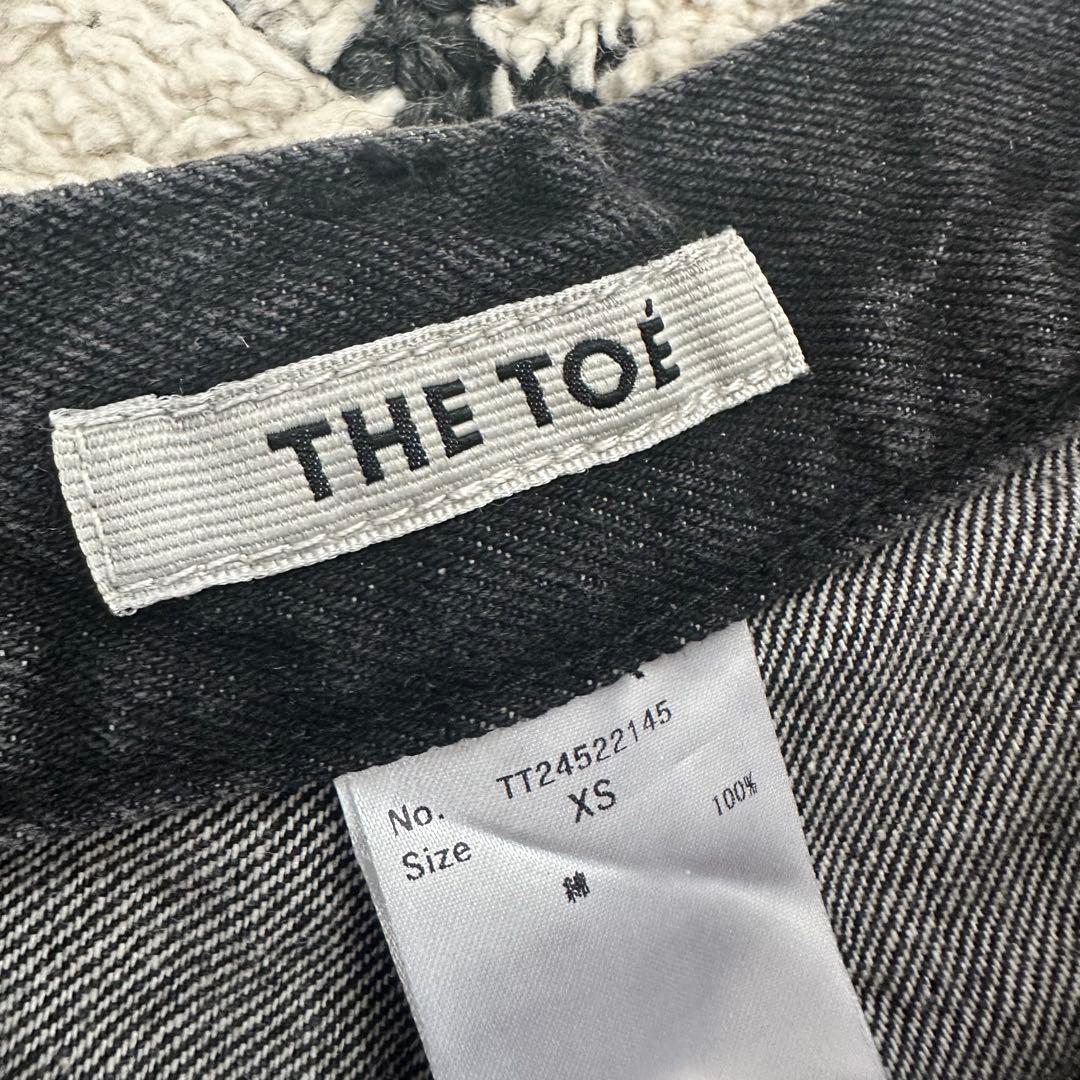 THE TOÉ
No. TT24522145
Size XS
綿 100%